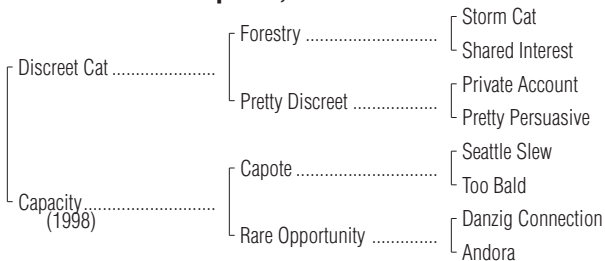 Storm Cat
Forestry ........................
Shared Interest
Discreet Cat ......................
Private Account
Pretty Discreet .................
Pretty Persuasive
Seattle Slew
Capote ..........................
Too Bald
Capacity...........................
(1998)
Danzig Connection
Rare Opportunity .............
Andora